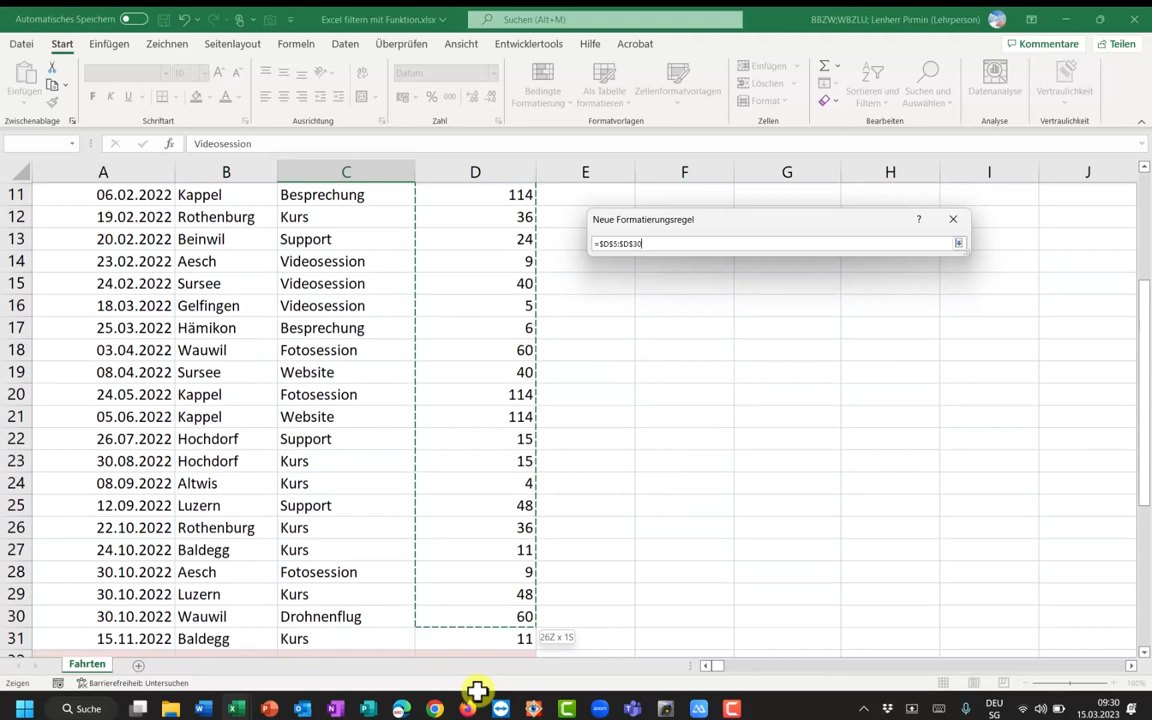 Automatisches Speichern
Excel filtern mit Funktion.xlsx
Suchen (Alt+M)
BBZW;WBZLU; Lenherr Pirmin (Lehrperson)
Datei Start Einfügen Zeichnen Seitenlayout Formeln Daten Überprüfen Ansicht Entwicklertools Hilfe Acrobat Kommentare Teilen
Einfügen
10
F K U
Datum
% 000
Bedingte Formatierung
Als Tabelle formatieren
Zellenformatvorlagen
Einfügen
Löschen
Format
Sortieren und Filtern
Suchen und Auswählen
Datenanalyse
Vertraulichkeit
Zwischenablage Schriftart Ausrichtung Zahl Formatvorlagen Zellen Bearbeiten Analyse Vertraulichkeit
fx Videosession
A B C D E F G H I J
Neue Formatierungsregel ?
=$D$5:$D$30
11 06.02.2022 Kappel Besprechung 114
12 19.02.2022 Rothenburg Kurs 36
13 20.02.2022 Beinwil Support 24
14 23.02.2022 Aesch Videosession 9
15 24.02.2022 Sursee Videosession 40
16 18.03.2022 Gelfingen Videosession 5
17 25.03.2022 Hämikon Besprechung 6
18 03.04.2022 Wauwil Fotosession 60
19 08.04.2022 Sursee Website 40
20 24.05.2022 Kappel Fotosession 114
21 05.06.2022 Kappel Website 114
22 26.07.2022 Hochdorf Support 15
23 30.08.2022 Hochdorf Kurs 15
24 08.09.2022 Altwis Kurs 4
25 12.09.2022 Luzern Support 48
26 22.10.2022 Rothenburg Kurs 36
27 24.10.2022 Baldegg Kurs 11
28 30.10.2022 Aesch Fotosession 9
29 30.10.2022 Luzern Kurs 48
30 30.10.2022 Wauwil Drohnenflug 60
26Z x 1S
31 15.11.2022 Baldegg Kurs 11
Fahrten
Zeigen Barrierefreiheit: Untersuchen 160%
Suche
zoom
DEU
SG
09:30
15.03.2023